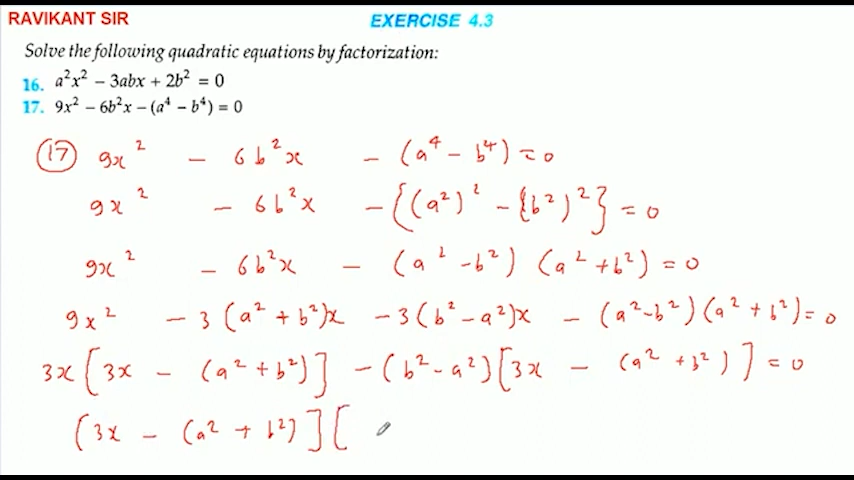 RAVIKANT SIR
EXERCISE 4.3
Solve the following quadratic equations by factorization:
16. a²x² – 3abx + 2b² = 0
17. 9x² – 6b²x – (a⁴ – b⁴) = 0
(17) 9x² – 6b²x – (a⁴ – b⁴) = 0
9x² – 6b²x – {(a²)² – (b²)²} = 0
9x² – 6b²x – (a² – b²) (a² + b²) = 0
9x² – 3(a² + b²)x – 3(b² – a²)x – (a² – b²)(a² + b²) = 0
3x[3x – (a² + b²)] – (b² – a²)[3x – (a² + b²)] = 0
[3x – (a² + b²)][